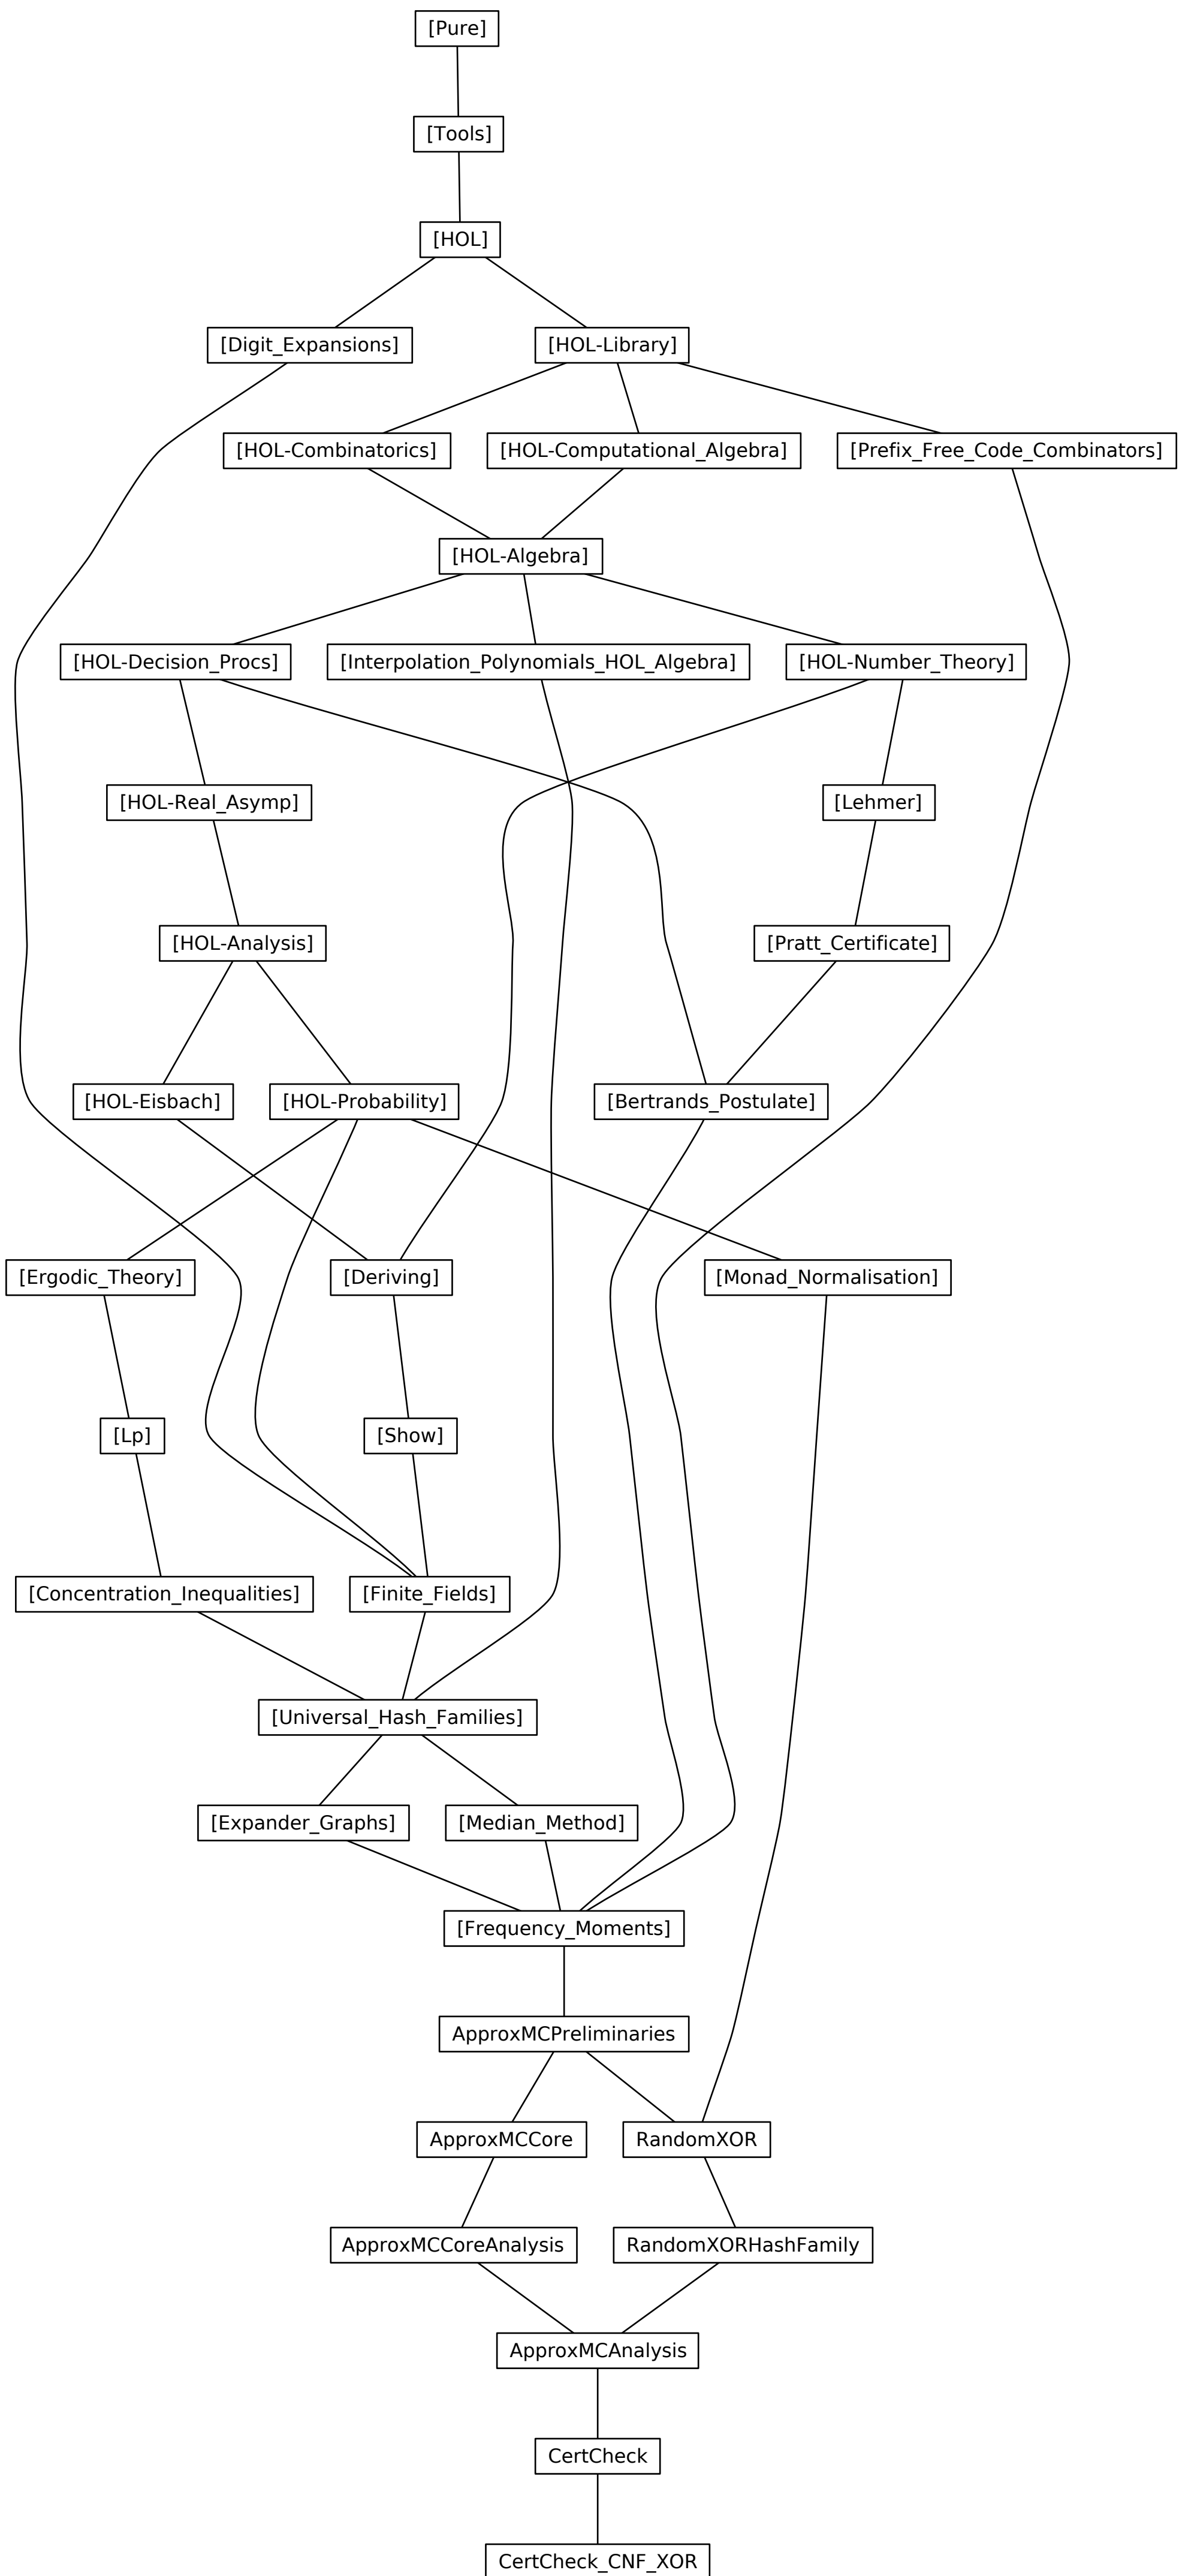 [Pure]
[Tools]
[HOL]
[Digit_Expansions]
[HOL-Library]
[HOL-Combinatorics]
[HOL-Computational_Algebra]
[Prefix_Free_Code_Combinators]
[HOL-Algebra]
[HOL-Decision_Procs]
[Interpolation_Polynomials_HOL_Algebra]
[HOL-Number_Theory]
[HOL-Real_Asymp]
[Lehmer]
[HOL-Analysis]
[Pratt_Certificate]
[HOL-Eisbach]
[HOL-Probability]
[Bertrands_Postulate]
[Ergodic_Theory]
[Deriving]
[Monad_Normalisation]
[Lp]
[Show]
[Concentration_Inequalities]
[Finite_Fields]
[Universal_Hash_Families]
[Expander_Graphs]
[Median_Method]
[Frequency_Moments]
ApproxMCPreliminaries
ApproxMCCore
RandomXOR
ApproxMCCoreAnalysis
RandomXORHashFamily
ApproxMCAnalysis
CertCheck
CertCheck_CNF_XOR